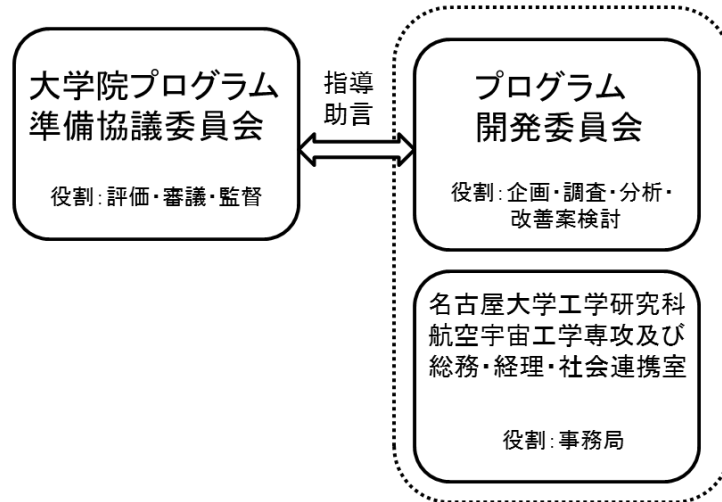 大学院プログラム
準備協議委員会
役割：評価・審議・監督
指導
助言
プログラム
開発委員会
役割：企画・調査・分析・
改善案検討
名古屋大学工学研究科
航空宇宙工学専攻及び
総務・経理・社会連携室
役割：事務局